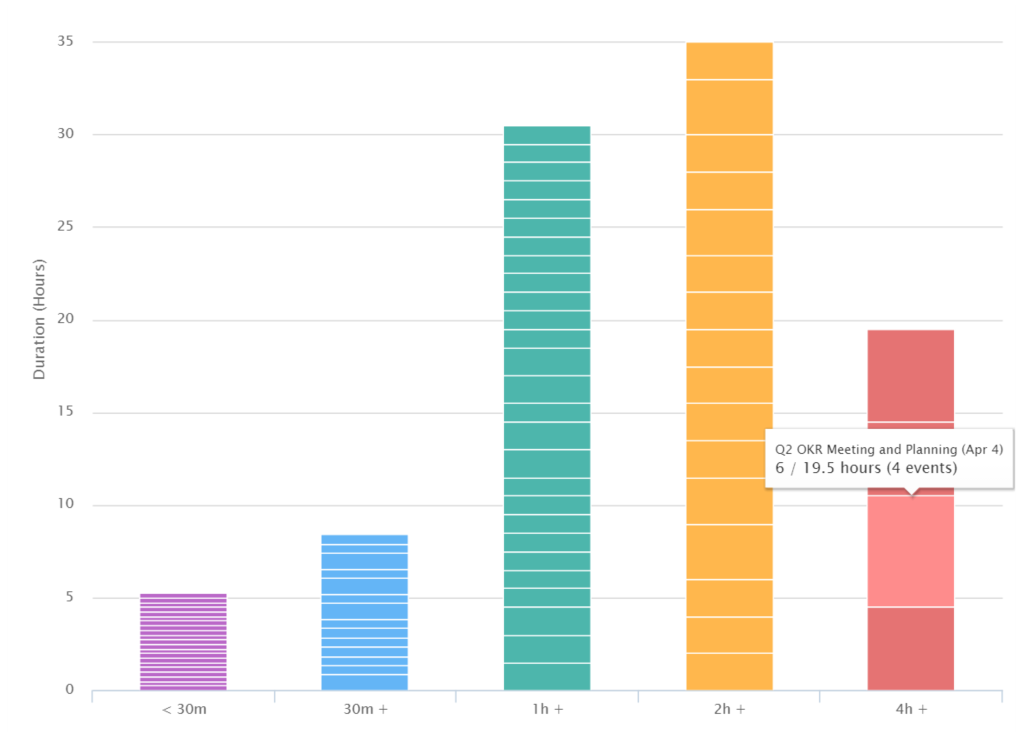 35
30
25
20
15
10
5
0
Duration (Hours)
Q2 OKR Meeting and Planning (Apr 4)
6 / 19.5 hours (4 events)
< 30m
30m +
1h +
2h +
4h +